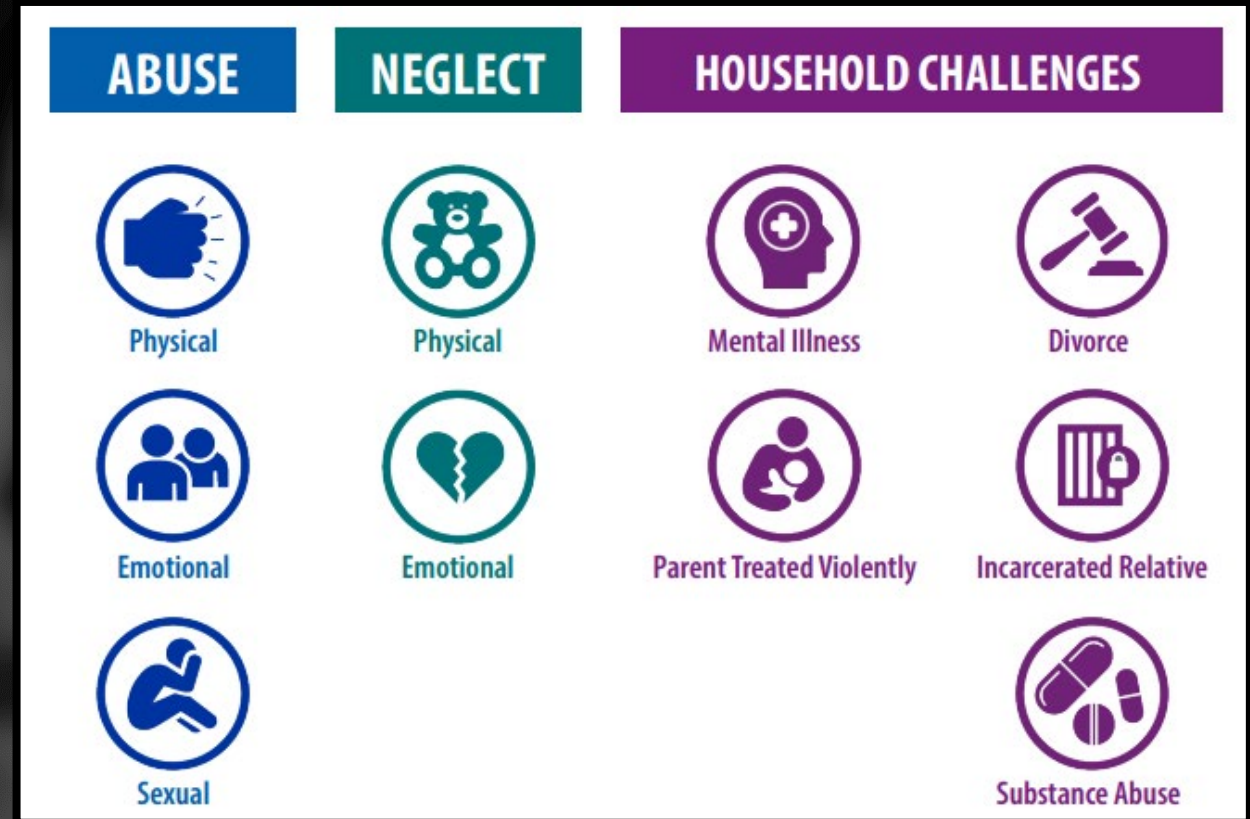 ABUSE
NEGLECT
HOUSEHOLD CHALLENGES
Physical
Physical
Mental Illness
Divorce
Emotional
Emotional
Parent Treated Violently
Incarcerated Relative
Sexual
Substance Abuse